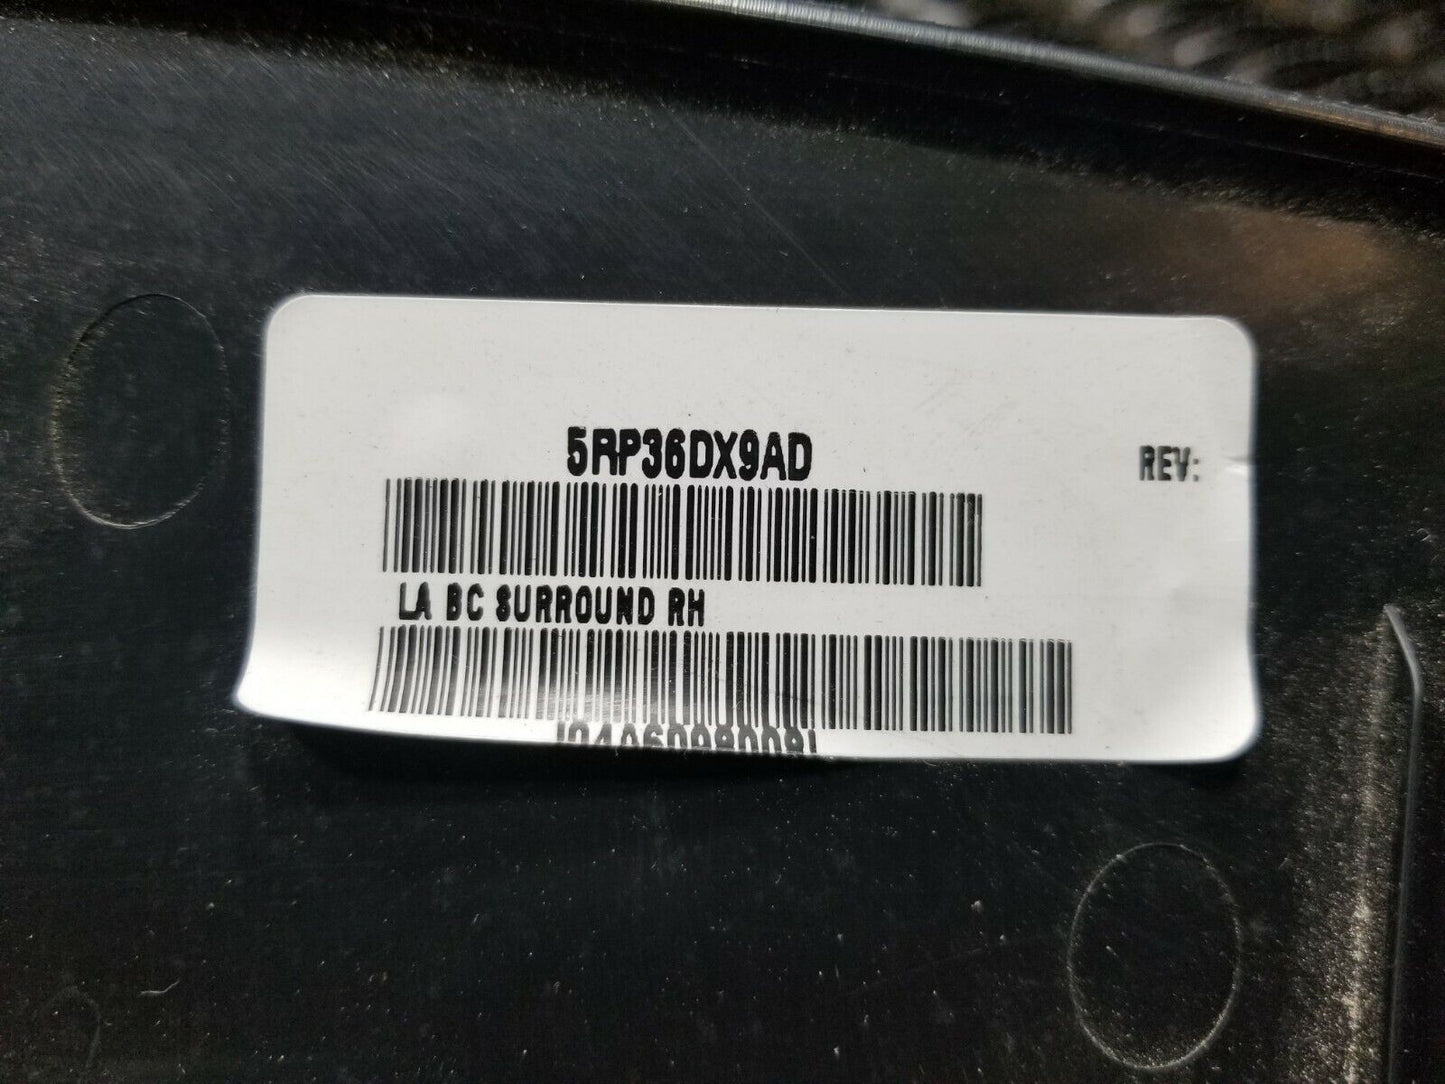 5RP36DX9AD
REV:
LA BC SURROUND RH